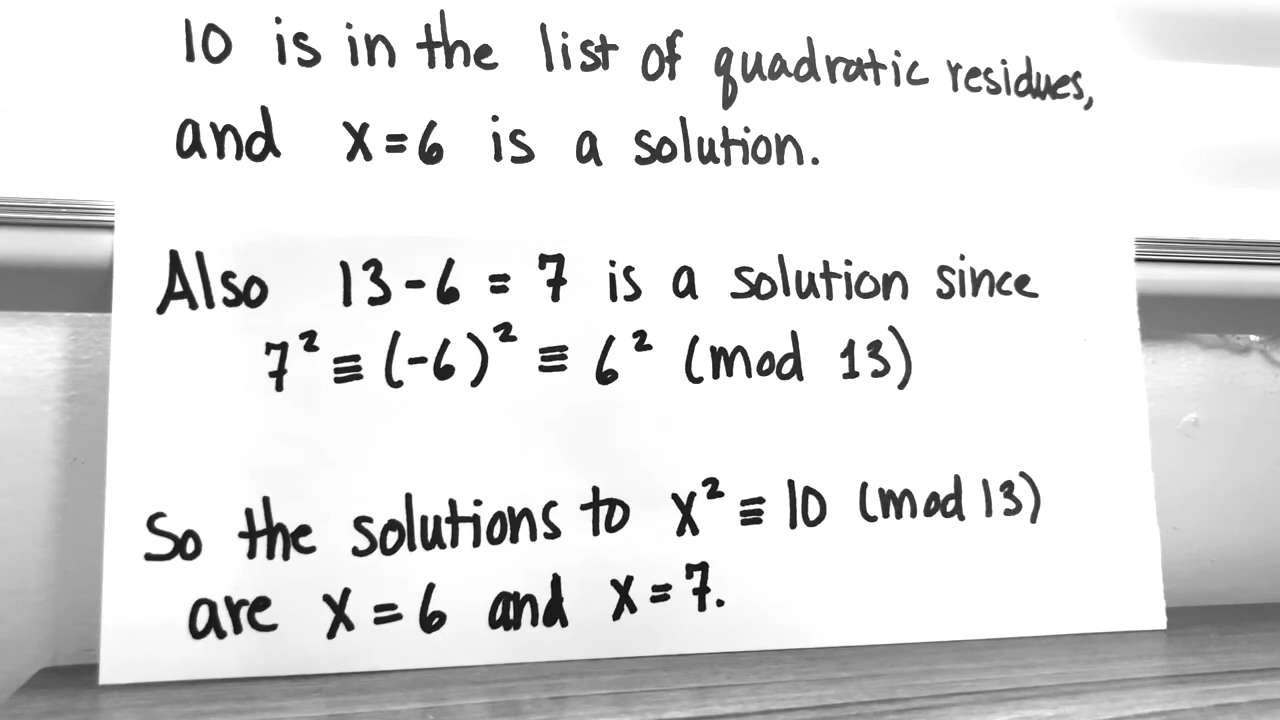 10 is in the list of quadratic residues,
and x=6 is a solution.
Also 13-6 = 7 is a solution since
7² ≡ (-6)² ≡ 6² (mod 13)
So the solutions to x² ≡ 10 (mod 13)
are x = 6 and x = 7.